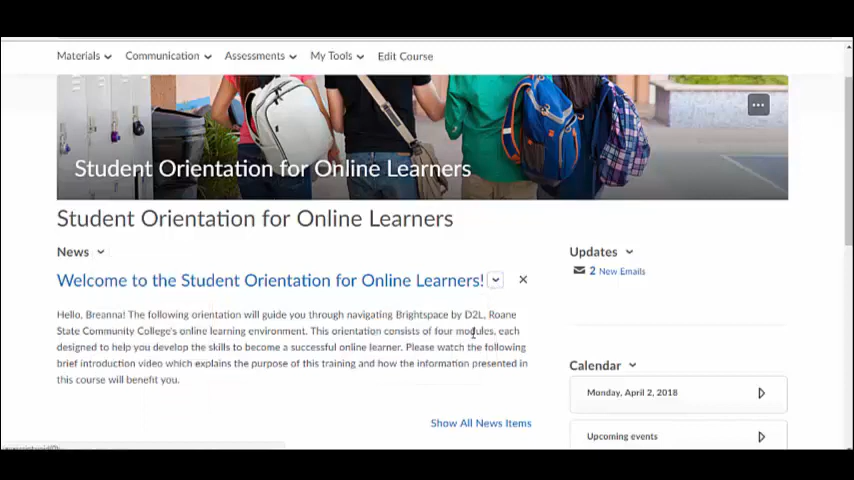 Materials Communication Assessments My Tools Edit Course
Student Orientation for Online Learners
Student Orientation for Online Learners
News
Welcome to the Student Orientation for Online Learners!
Hello, Breanna! The following orientation will guide you through navigating Brightspace by D2L, Roane
State Community College's online learning environment. This orientation consists of four modules, each
designed to help you develop the skills to become a successful online learner. Please watch the following
brief introduction video which explains the purpose of this training and how the information presented in
this course will benefit you.
Show All News Items
Updates
2 New Emails
Calendar
Monday, April 2, 2018
Upcoming events